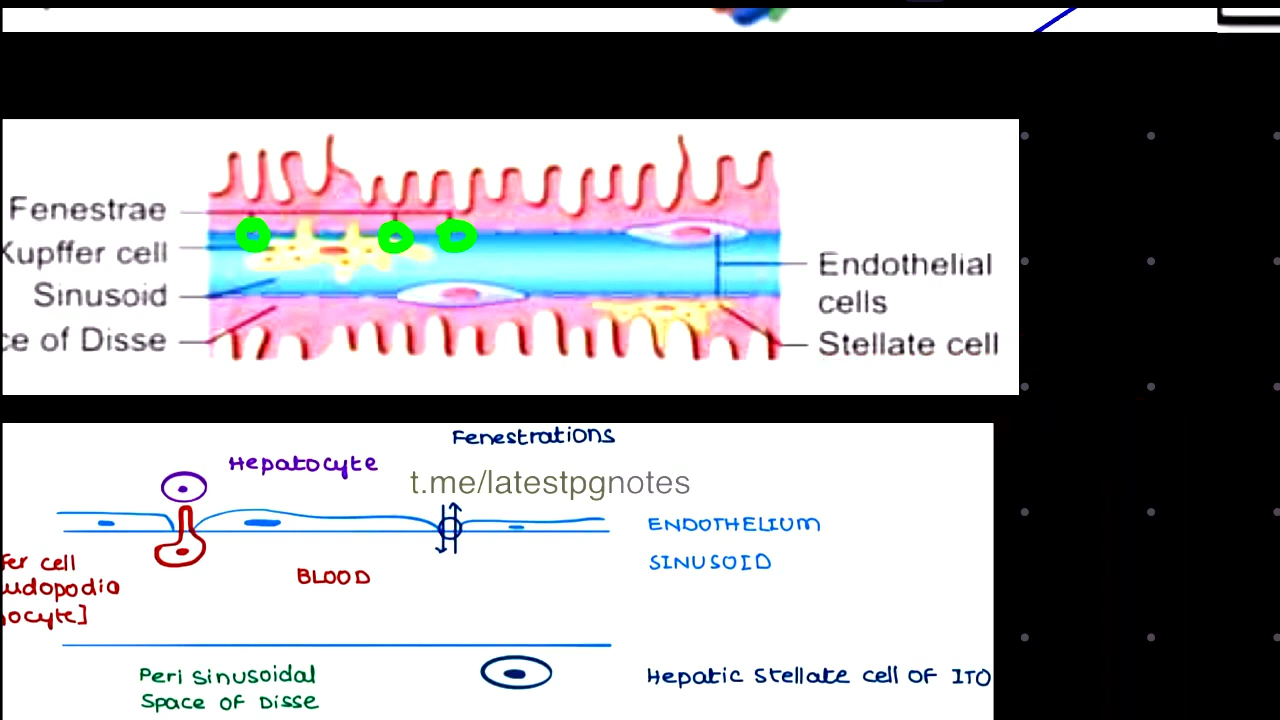 Fenestrae
Kupffer cell
Sinusoid
ce of Disse
Endothelial
cells
Stellate cell
Fenestrations
Hepatocyte
t.me/latestpgnotes
ENDOTHELIUM
SINUSOID
fer cell
udopodia
ocyte]
BLOOD
Peri sinusoidal
Space of Disse
Hepatic stellate cell of ITO